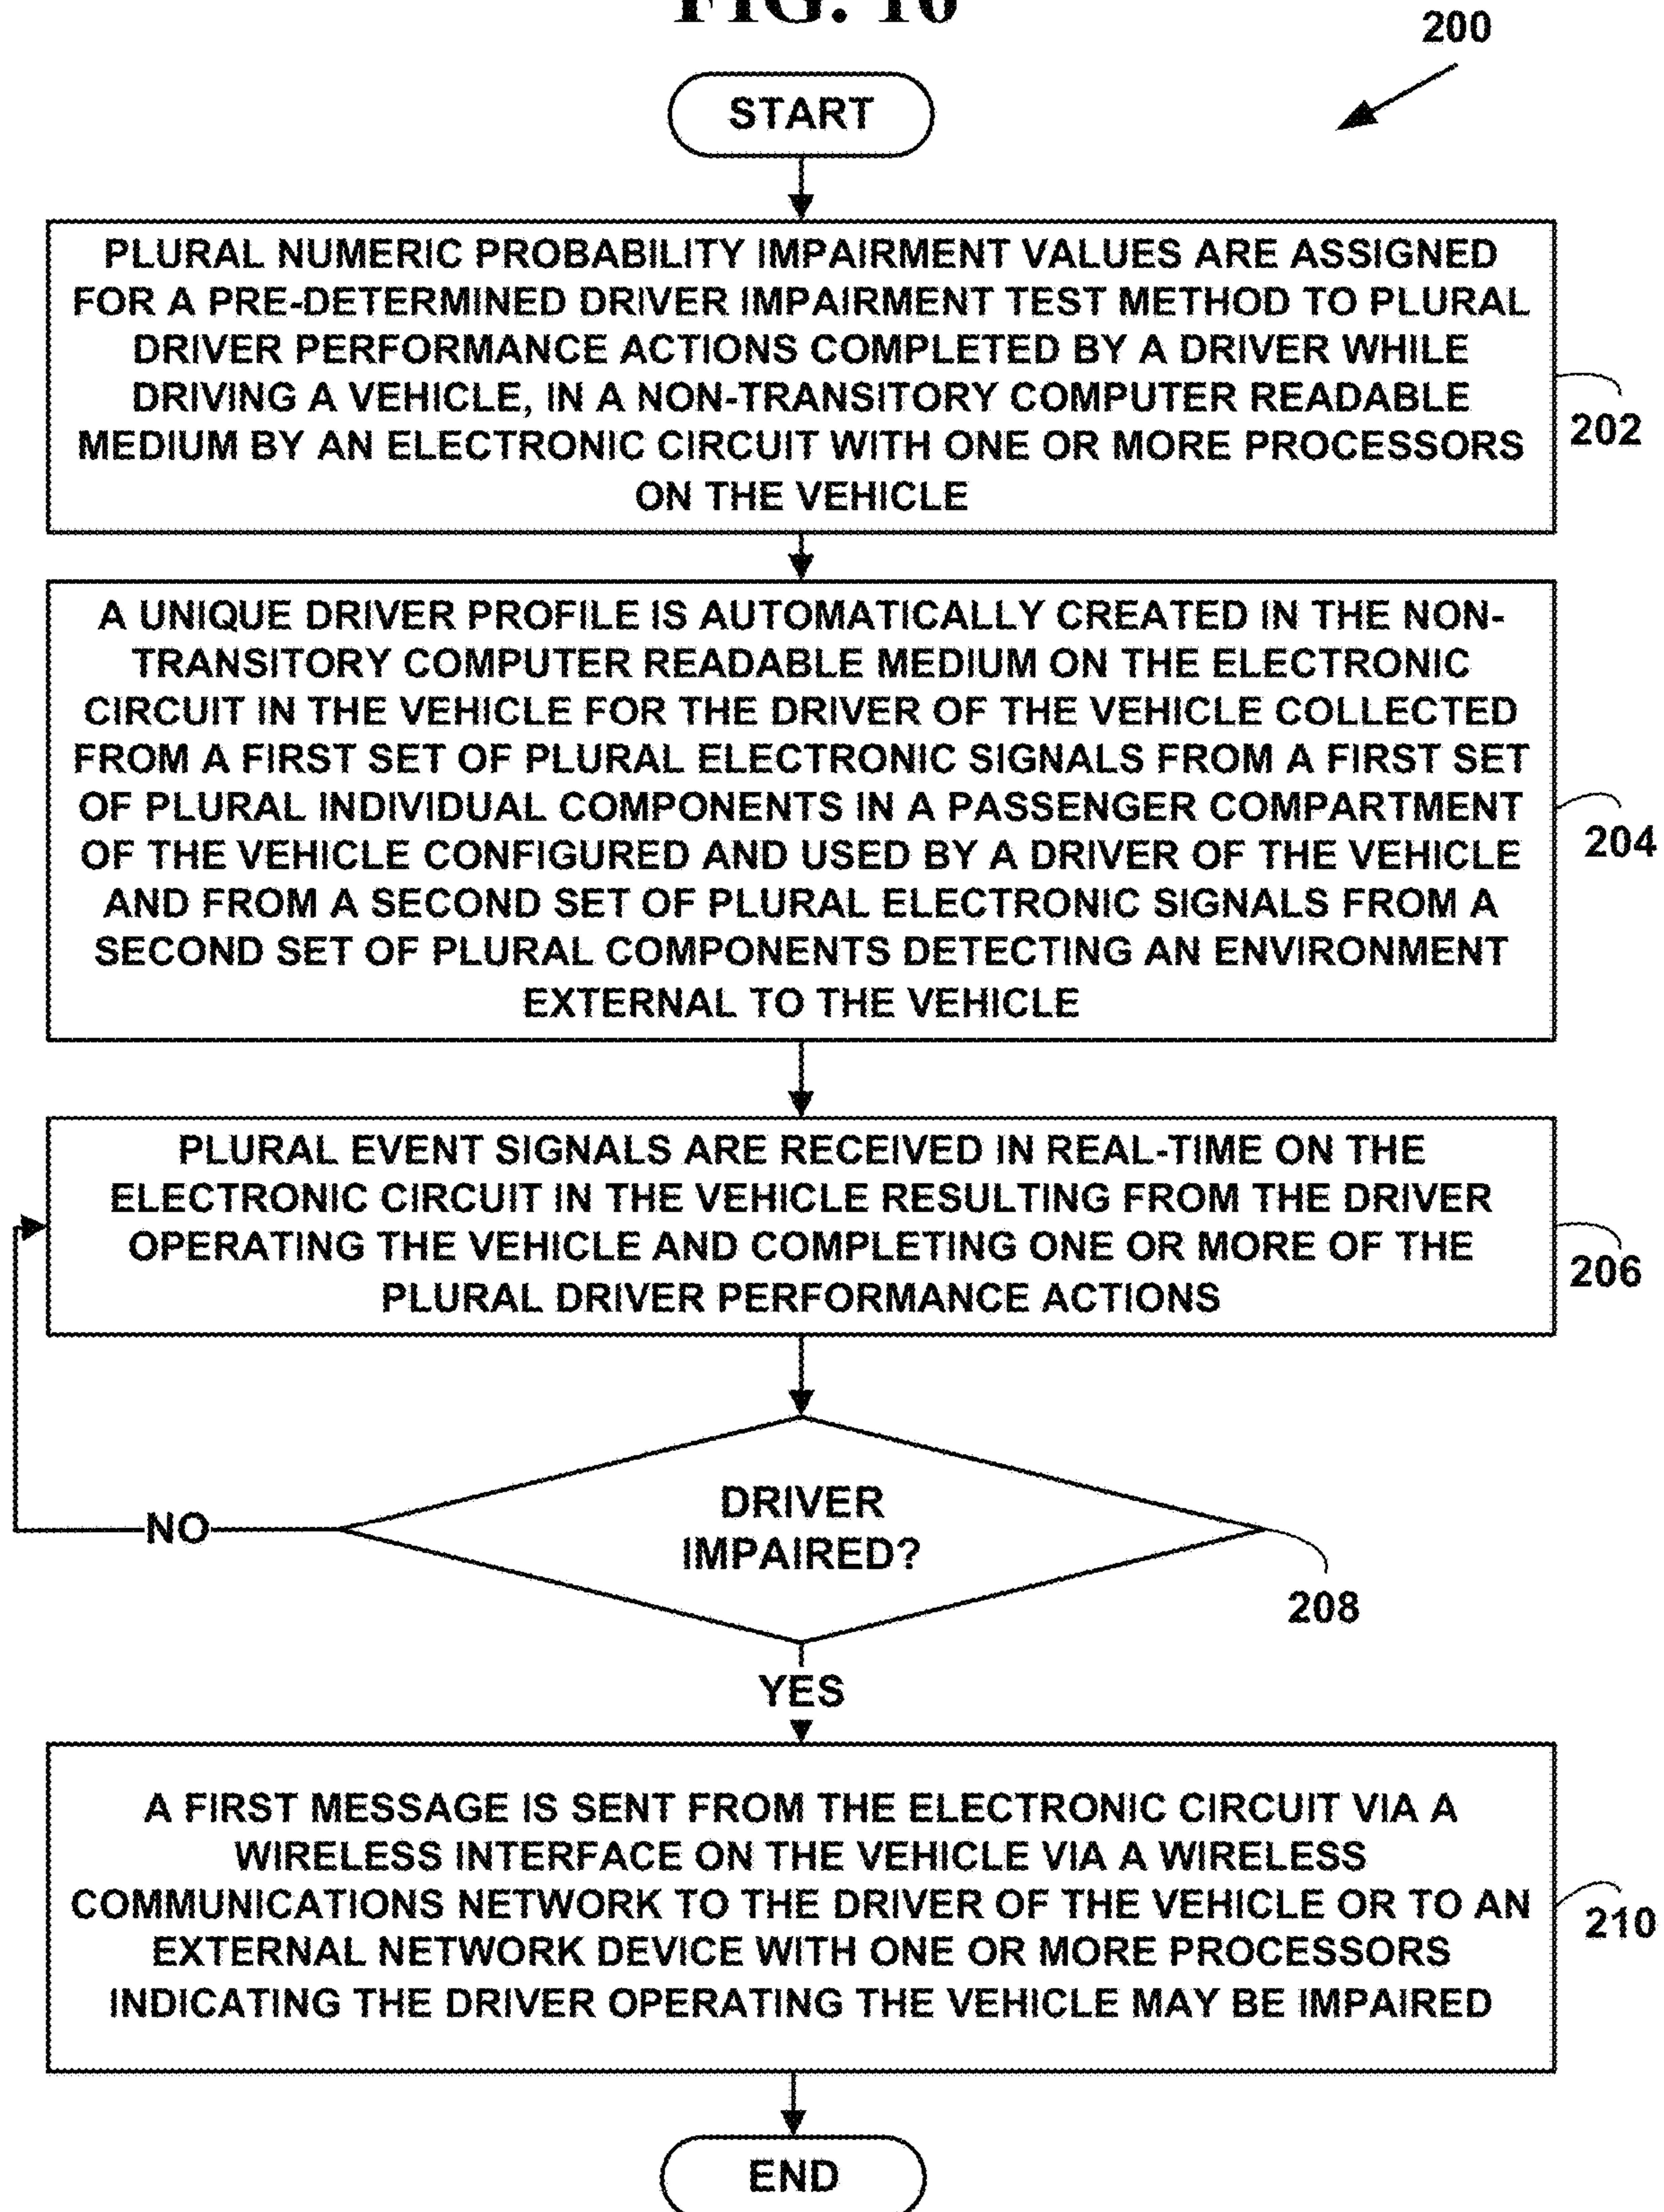 FIG. 10
200
START
PLURAL NUMERIC PROBABILITY IMPAIRMENT VALUES ARE ASSIGNED
FOR A PRE-DETERMINED DRIVER IMPAIRMENT TEST METHOD TO PLURAL
DRIVER PERFORMANCE ACTIONS COMPLETED BY A DRIVER WHILE
DRIVING A VEHICLE, IN A NON-TRANSITORY COMPUTER READABLE
MEDIUM BY AN ELECTRONIC CIRCUIT WITH ONE OR MORE PROCESSORS
ON THE VEHICLE
202
A UNIQUE DRIVER PROFILE IS AUTOMATICALLY CREATED IN THE NON-
TRANSITORY COMPUTER READABLE MEDIUM ON THE ELECTRONIC
CIRCUIT IN THE VEHICLE FOR THE DRIVER OF THE VEHICLE COLLECTED
FROM A FIRST SET OF PLURAL ELECTRONIC SIGNALS FROM A FIRST SET
OF PLURAL INDIVIDUAL COMPONENTS IN A PASSENGER COMPARTMENT
OF THE VEHICLE CONFIGURED AND USED BY A DRIVER OF THE VEHICLE
AND FROM A SECOND SET OF PLURAL ELECTRONIC SIGNALS FROM A
SECOND SET OF PLURAL COMPONENTS DETECTING AN ENVIRONMENT
EXTERNAL TO THE VEHICLE
204
PLURAL EVENT SIGNALS ARE RECEIVED IN REAL-TIME ON THE
ELECTRONIC CIRCUIT IN THE VEHICLE RESULTING FROM THE DRIVER
OPERATING THE VEHICLE AND COMPLETING ONE OR MORE OF THE
PLURAL DRIVER PERFORMANCE ACTIONS
206
DRIVER
IMPAIRED?
NO
208
YES
A FIRST MESSAGE IS SENT FROM THE ELECTRONIC CIRCUIT VIA A
WIRELESS INTERFACE ON THE VEHICLE VIA A WIRELESS
COMMUNICATIONS NETWORK TO THE DRIVER OF THE VEHICLE OR TO AN
EXTERNAL NETWORK DEVICE WITH ONE OR MORE PROCESSORS
INDICATING THE DRIVER OPERATING THE VEHICLE MAY BE IMPAIRED
210
END